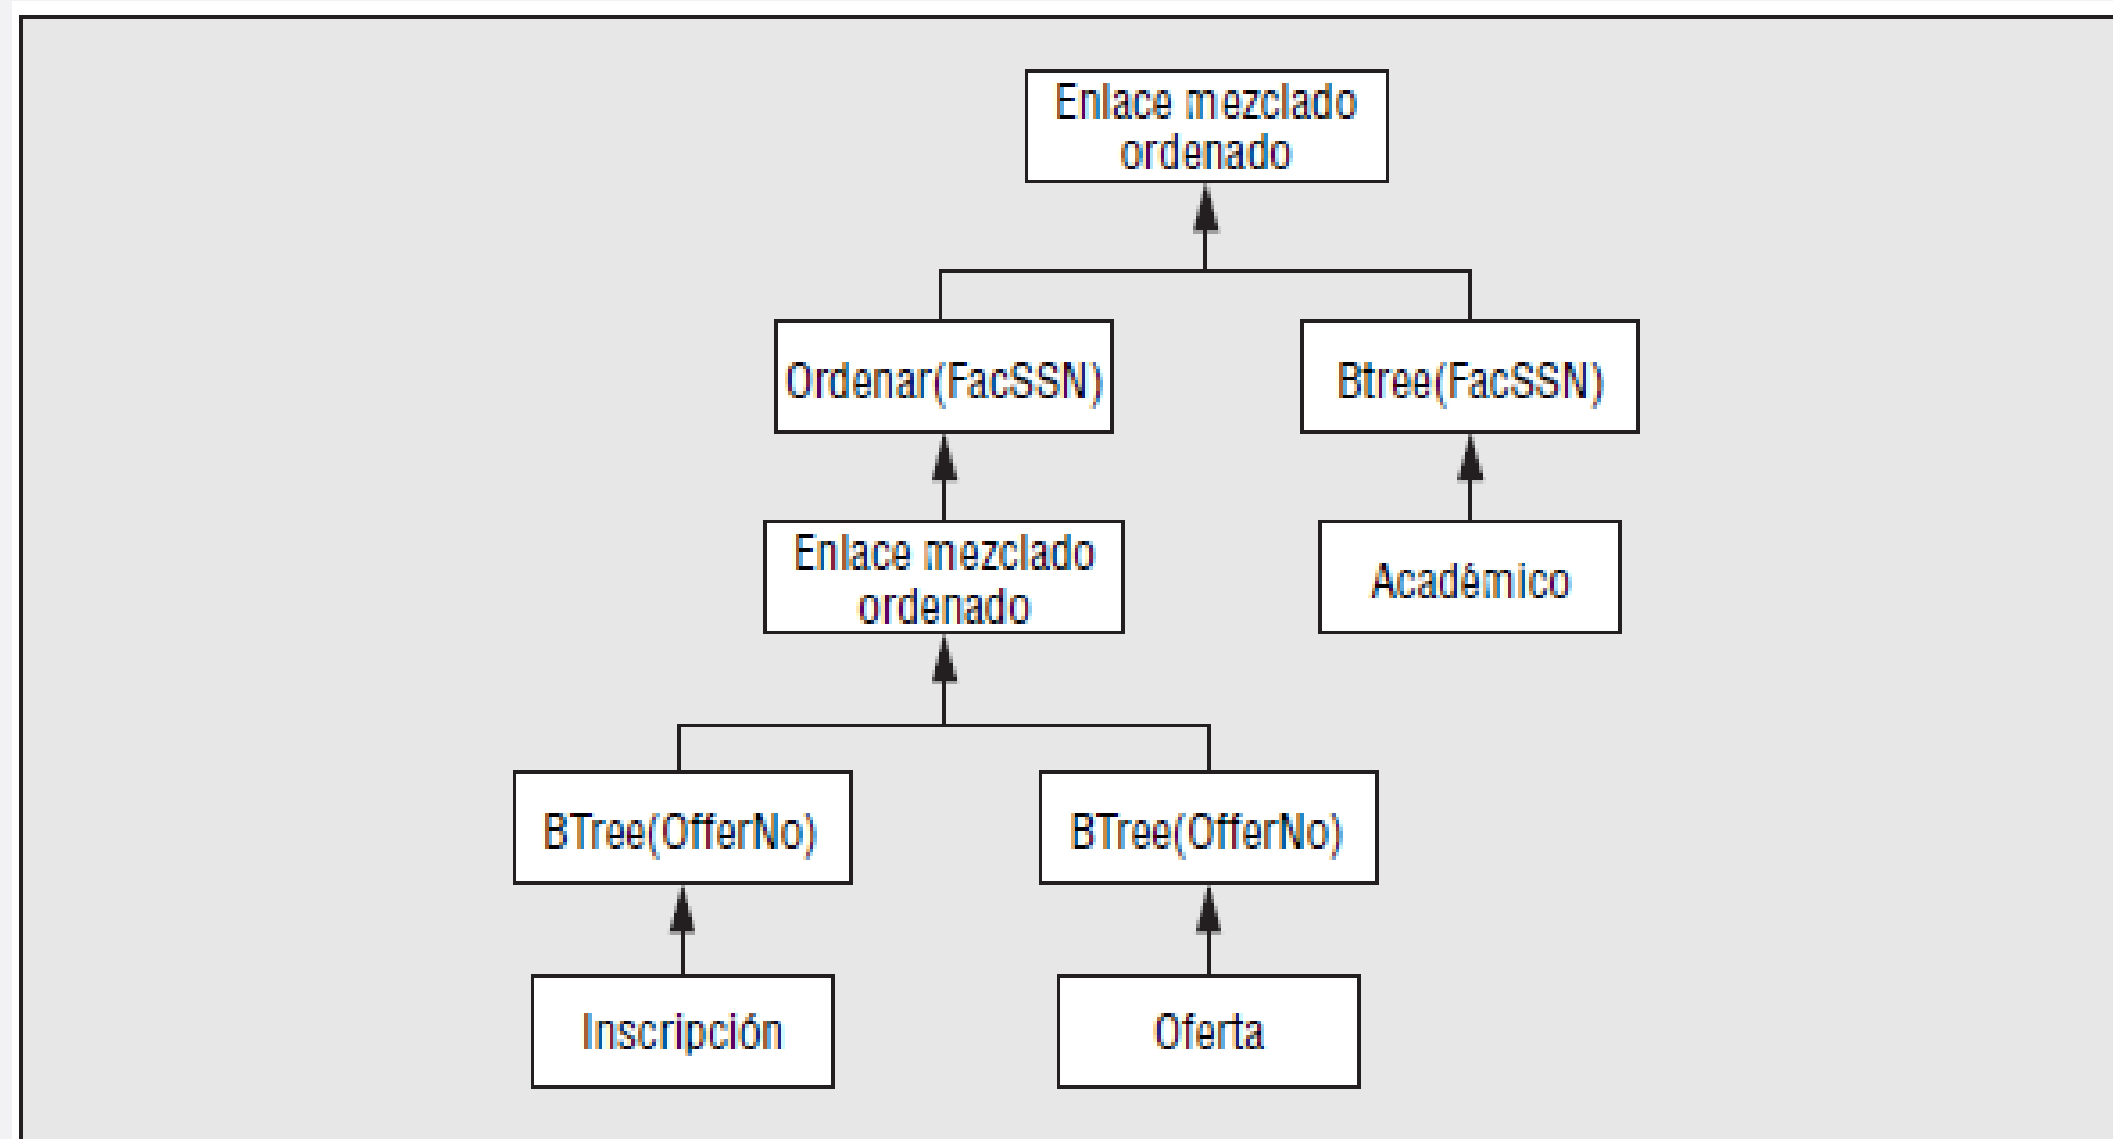 Enlace mezclado
ordenado
Ordenar(FacSSN)
Btree(FacSSN)
Enlace mezclado
ordenado
Académico
BTree(OfferNo)
BTree(OfferNo)
Inscripción
Oferta